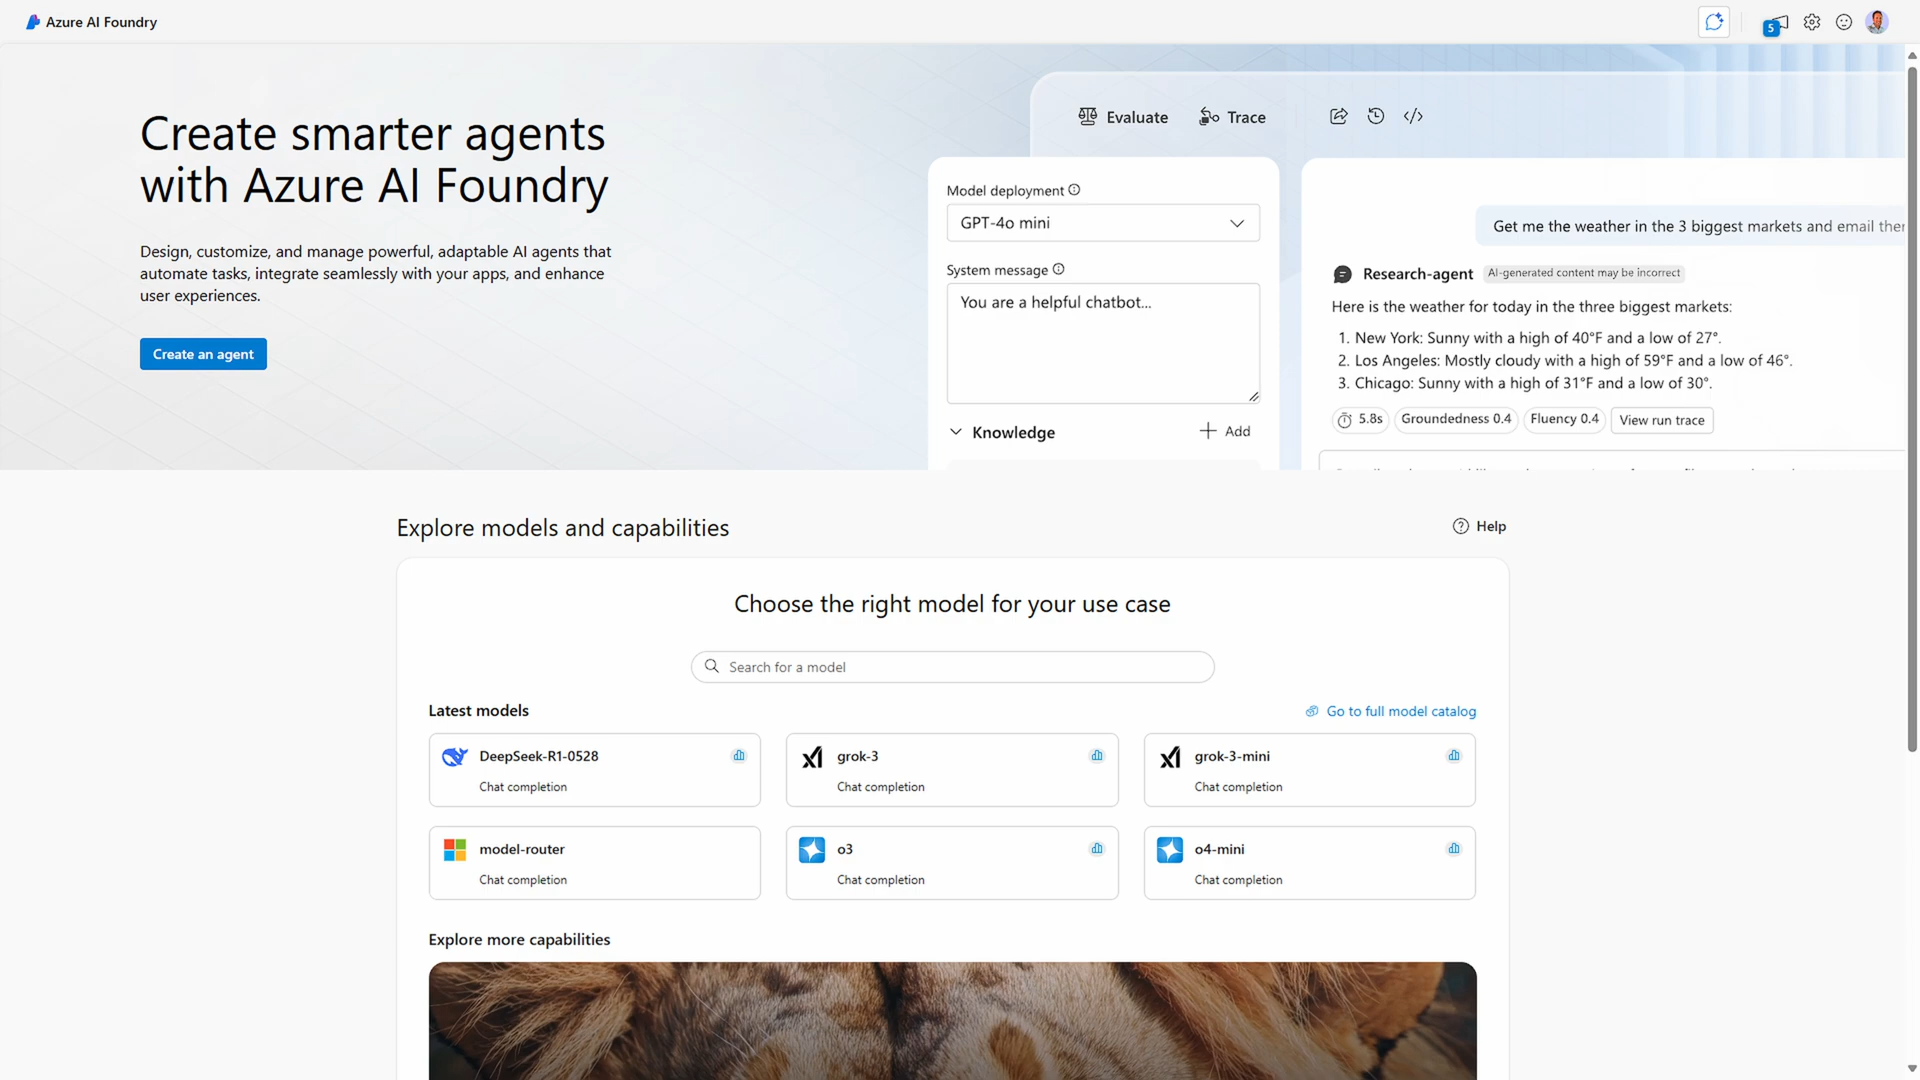 Azure AI Foundry
5
Create smarter agents
with Azure AI Foundry
Design, customize, and manage powerful, adaptable AI agents that
automate tasks, integrate seamlessly with your apps, and enhance
user experiences.
Create an agent
Evaluate
Trace
Model deployment
GPT-4o mini
System message
You are a helpful chatbot...
Knowledge
Add
Get me the weather in the 3 biggest markets and email
Research-agent
AI-generated content may be incorrect
Here is the weather for today in the three biggest markets:
1. New York: Sunny with a high of 40°F and a low of 27°.
2. Los Angeles: Mostly cloudy with a high of 59°F and a low of 46°.
3. Chicago: Sunny with a high of 31°F and a low of 30°.
5.8s
Groundedness 0.4
Fluency 0.4
View run trace
Explore models and capabilities
Help
Choose the right model for your use case
Search for a model
Latest models
Go to full model catalog
DeepSeek-R1-0528
Chat completion
grok-3
Chat completion
grok-3-mini
Chat completion
model-router
Chat completion
o3
Chat completion
o4-mini
Chat completion
Explore more capabilities